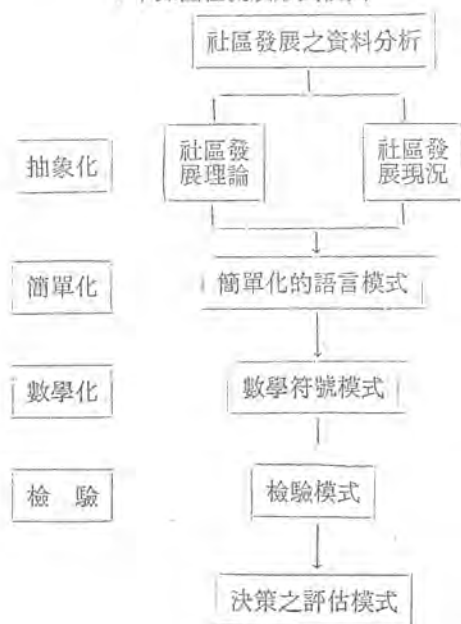 社區發展之資料分析
抽象化
社區發
展理論
社區發
展現況
簡單化
簡單化的語言模式
數學化
數學符號模式
檢 驗
檢驗模式
決策之評估模式